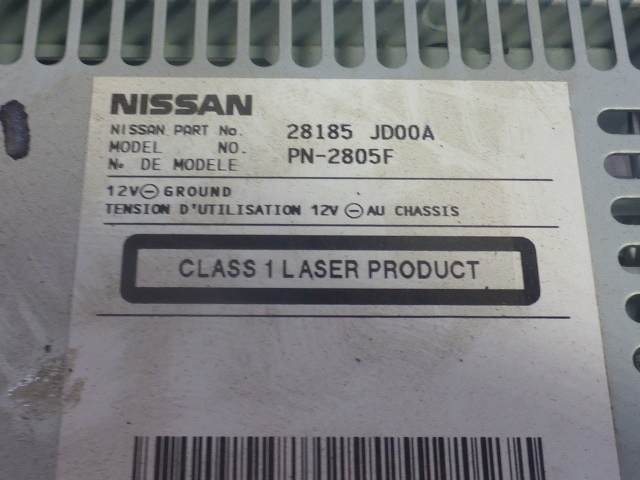 NISSAN
NISSAN PART No. 28185 JD00A
MODEL NO. PN-2805F
No. DE MODELE
12V⊖GROUND
TENSION D'UTILISATION 12V ⊖AU CHASSIS
CLASS 1 LASER PRODUCT